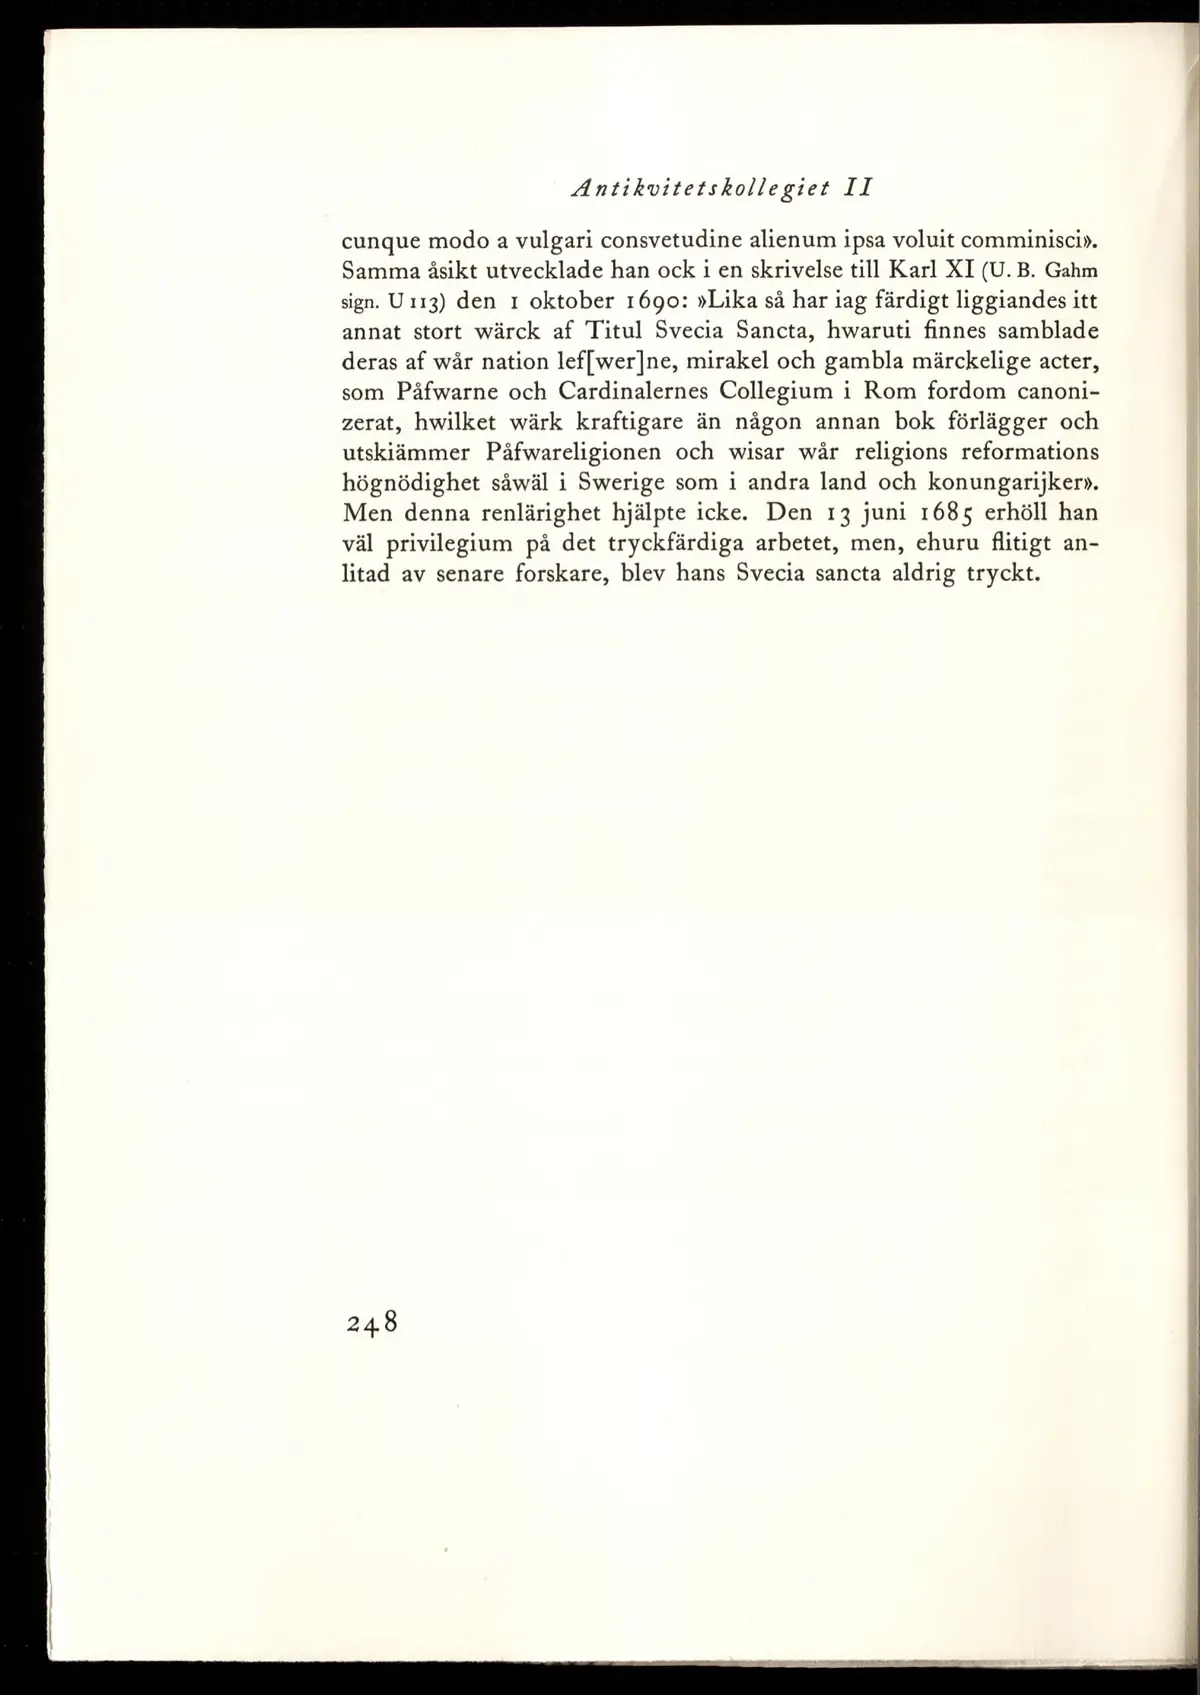 Antikvitetskollegiet II
cunque modo a vulgari consvetudine alienum ipsa voluit comminisci».
Samma åsikt utvecklade han ock i en skrivelse till Karl XI (U. B. Gahm
sign. U 113) den 1 oktober 1690: »Lika så har iag färdigt liggiandes itt
annat stort wärck af Titul Svecia Sancta, hwaruti finnes samblade
deras af wår nation lef[wer]ne, mirakel och gambla märckelige acter,
som Påfwarne och Cardinalernes Collegium i Rom fordom canoni-
zerat, hwilket wärk kraftigare än någon annan bok förlägger och
utskiämmer Påfwareligionen och wisar wår religions reformations
högnödighet såwäl i Swerige som i andra land och konungarijker».
Men denna renlärighet hjälpte icke. Den 13 juni 1685 erhöll han
väl privilegium på det tryckfärdiga arbetet, men, ehuru flitigt an-
litad av senare forskare, blev hans Svecia sancta aldrig tryckt.
248